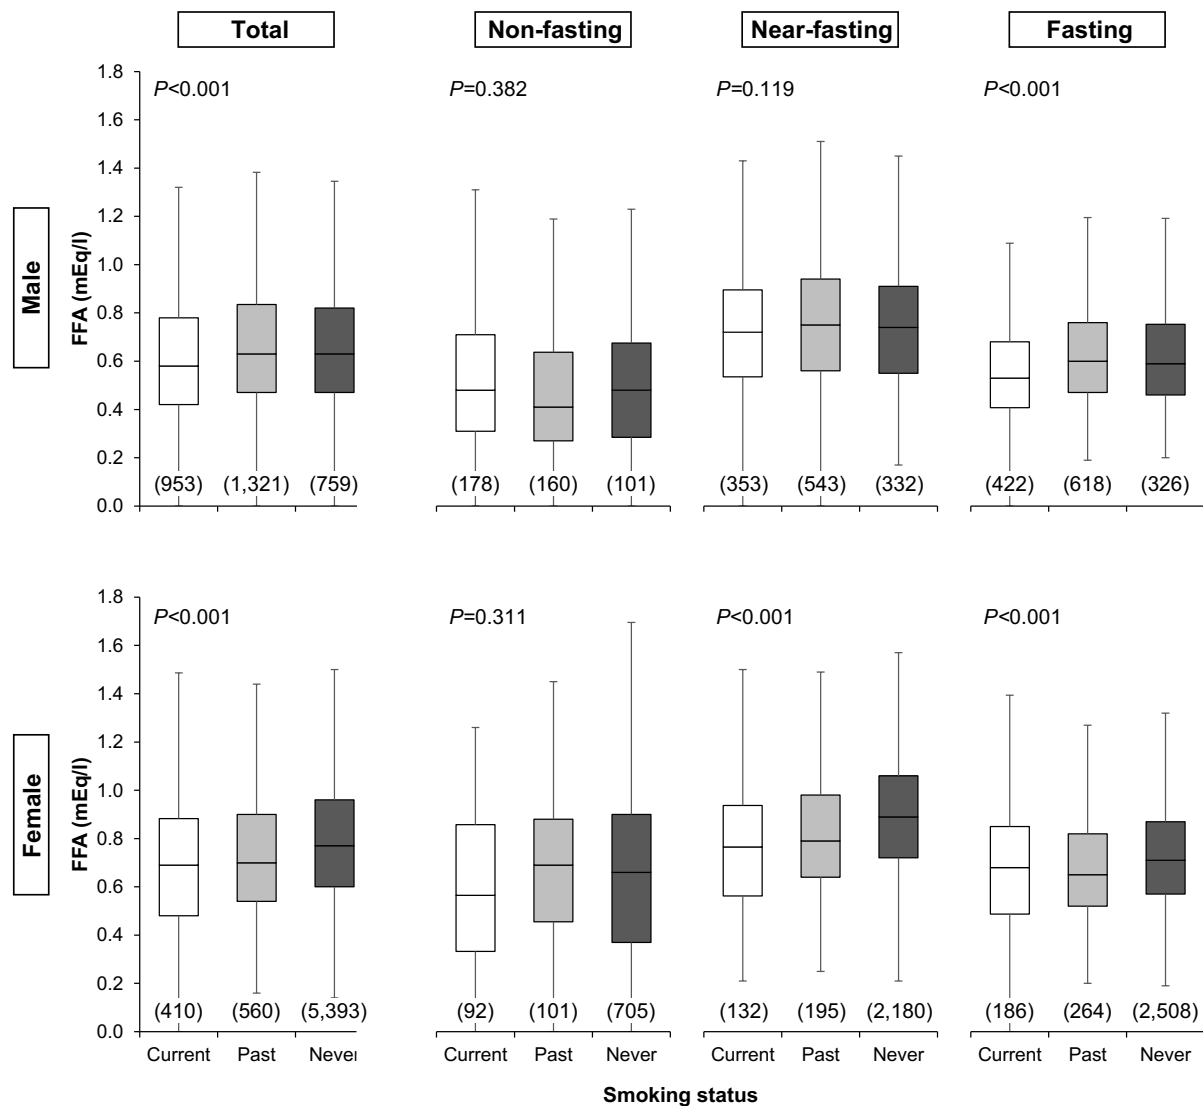 Total Non-fasting Near-fasting Fasting
Male
FFA (mEq/l)
1.8
1.6
1.4
1.2
1.0
0.8
0.6
0.4
0.2
0.0
P<0.001 P=0.382 P=0.119 P<0.001
(953) (1,321) (759) (178) (160) (101) (353) (543) (332) (422) (618) (326)
Female
FFA (mEq/l)
1.8
1.6
1.4
1.2
1.0
0.8
0.6
0.4
0.2
0.0
P<0.001 P=0.311 P<0.001 P<0.001
(410) (560) (5,393) (92) (101) (705) (132) (195) (2,180) (186) (264) (2,508)
Current Past Never Current Past Never Current Past Never Current Past Never
Smoking status